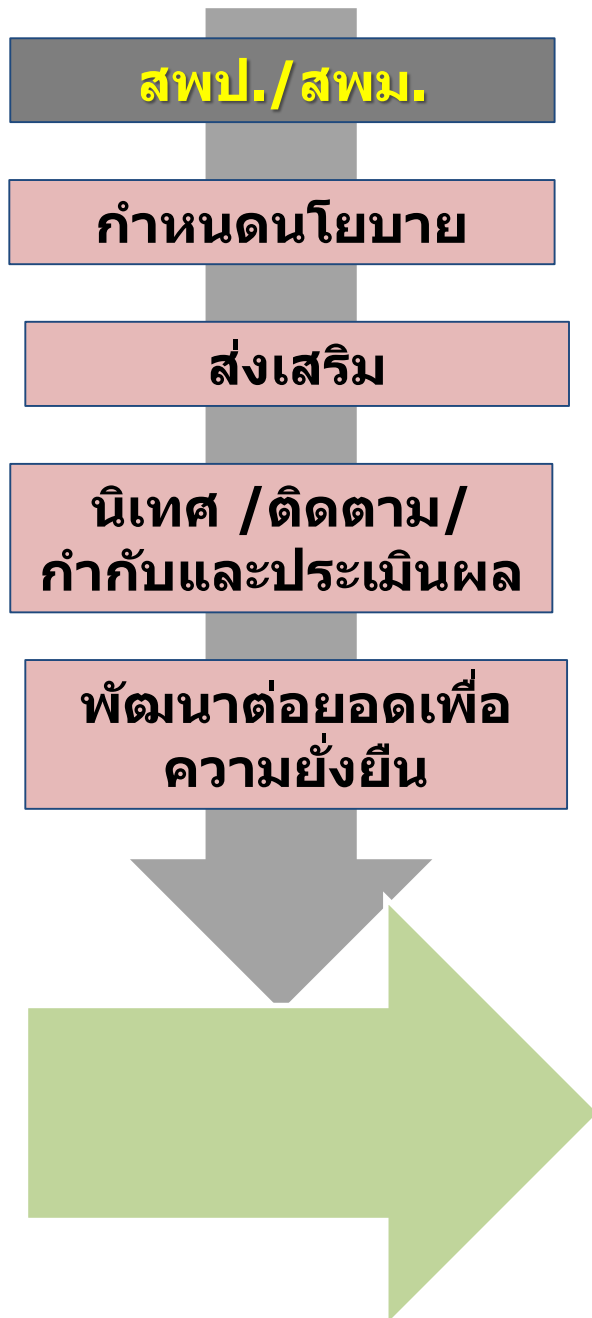 สพป./สพม.
กำหนดนโยบาย
ส่งเสริม
นิเทศ /ติดตาม/
กำกับและประเมินผล
พัฒนาต่อยอดเพื่อ
ความยั่งยืน